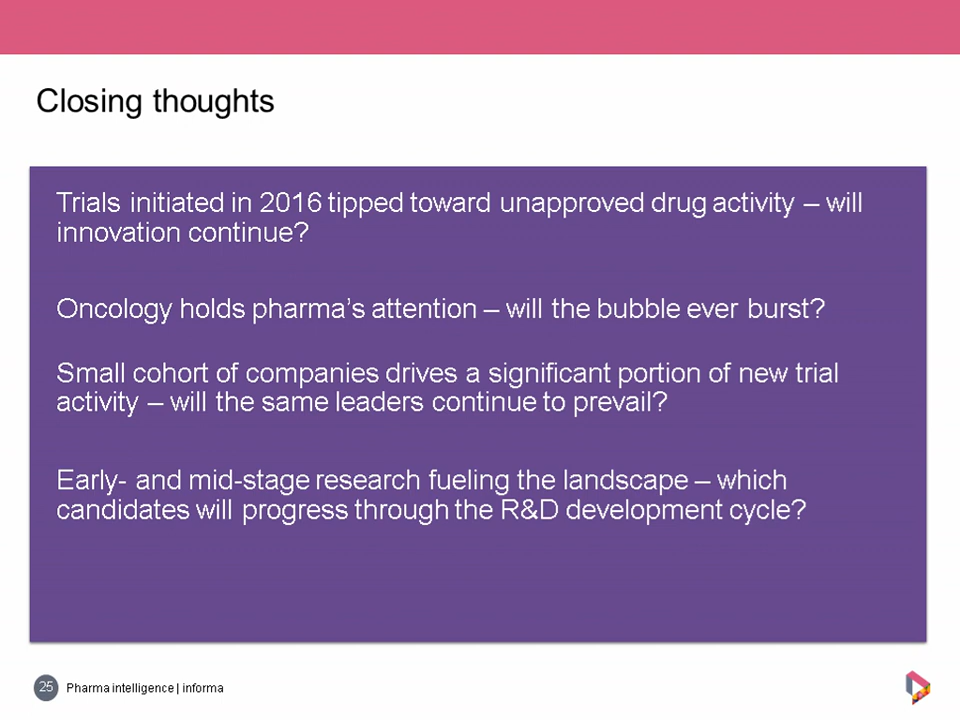 Closing thoughts
Trials initiated in 2016 tipped toward unapproved drug activity – will
innovation continue?
Oncology holds pharma’s attention – will the bubble ever burst?
Small cohort of companies drives a significant portion of new trial
activity – will the same leaders continue to prevail?
Early- and mid-stage research fueling the landscape – which
candidates will progress through the R&D development cycle?
25 Pharma intelligence | informa